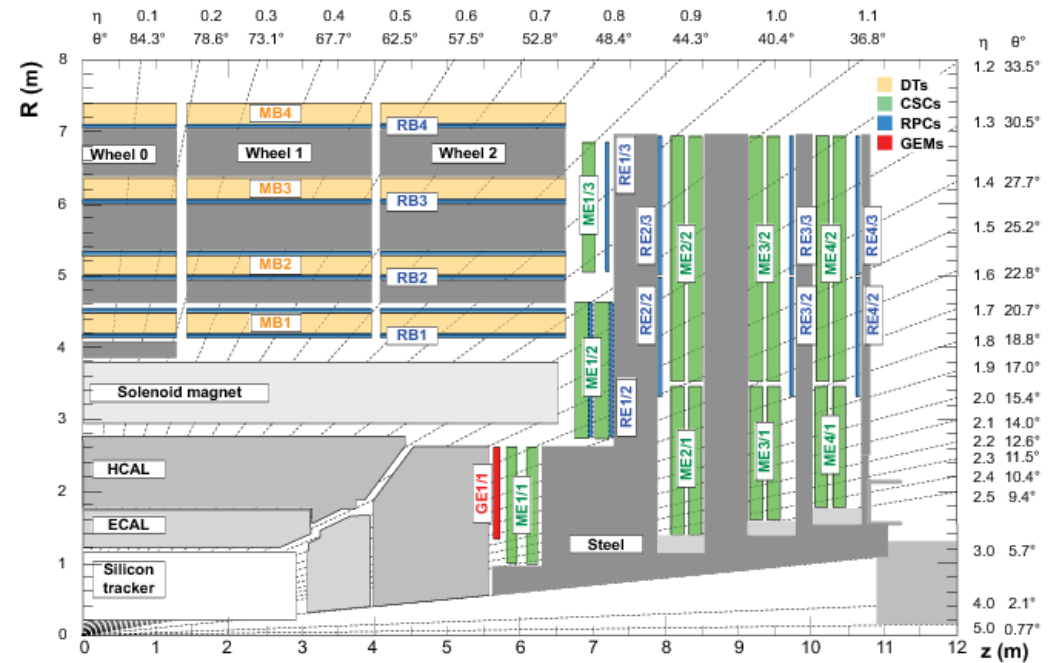 η 0.1 0.2 0.3 0.4 0.5 0.6 0.7 0.8 0.9 1.0 1.1
θ° 84.3° 78.6° 73.1° 67.7° 62.5° 57.5° 52.8° 48.4° 44.3° 40.4° 36.8°
η θ°
R (m)
8
7
6
5
4
3
2
1
0
1.2 33.5°
1.3 30.5°
1.4 27.7°
1.5 25.2°
1.6 22.8°
1.7 20.7°
1.8 18.8°
1.9 17.0°
2.0 15.4°
2.1 14.0°
2.2 12.6°
2.3 11.5°
2.4 10.4°
2.5 9.4°
3.0 5.7°
4.0 2.1°
5.0 0.77°
DTs
CSCs
RPCs
GEMs
MB4
RB4
Wheel 0
Wheel 1
Wheel 2
MB3
RB3
MB2
RB2
MB1
RB1
Solenoid magnet
HCAL
ECAL
Silicon
tracker
Steel
GE1/1
ME1/1
ME1/2
ME1/3
RE1/3
RE1/2
RE2/3
RE2/2
ME2/2
ME2/1
ME3/2
ME3/1
RE3/3
RE3/2
ME4/2
ME4/1
RE4/3
RE4/2
0 1 2 3 4 5 6 7 8 9 10 11 12
z (m)